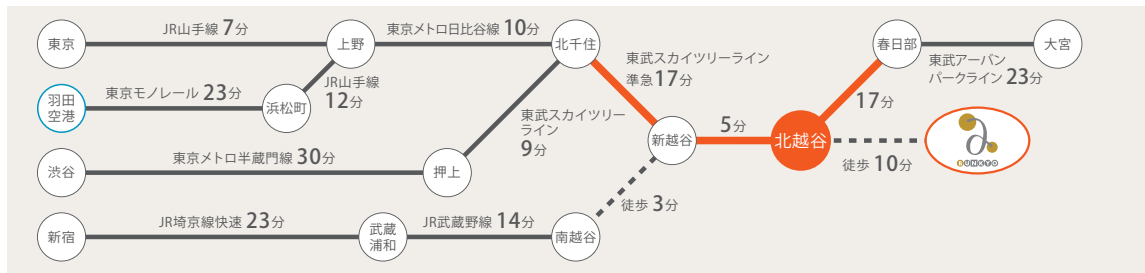 東京
JR山手線 7分
上野
東京メトロ日比谷線 10分
北千住
東武スカイツリーライン
準急17分
春日部
東武アーバン
パークライン 23分
大宮
羽田
空港
東京モノレール 23分
浜松町
JR山手線
12分
東武スカイツリー
ライン
9分
新越谷
5分
北越谷
17分
徒歩 10分
BUNKYO
渋谷
東京メトロ半蔵門線 30分
押上
徒歩 3分
新宿
JR埼京線快速 23分
武蔵
浦和
JR武蔵野線 14分
南越谷